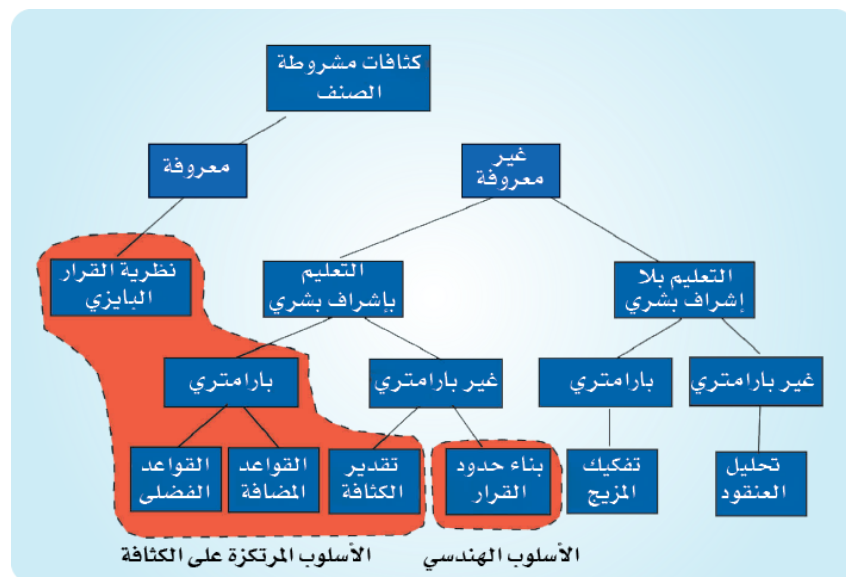 كثافات مشروطة
الصنف
معروفة
غير
معروفة
نظرية القرار
البايزي
التعليم
بإشراف بشري
التعليم بلا
إشراف بشري
بارامتري
غير بارامتري
بارامتري
غير بارامتري
القواعد
الفضلى
القواعد
المضافة
تقدير
الكثافة
بناء حدود
القرار
تفكيك
المزيج
تحليل
العنقود
الأسلوب الهندسي
الأسلوب المرتكزة على الكثافة